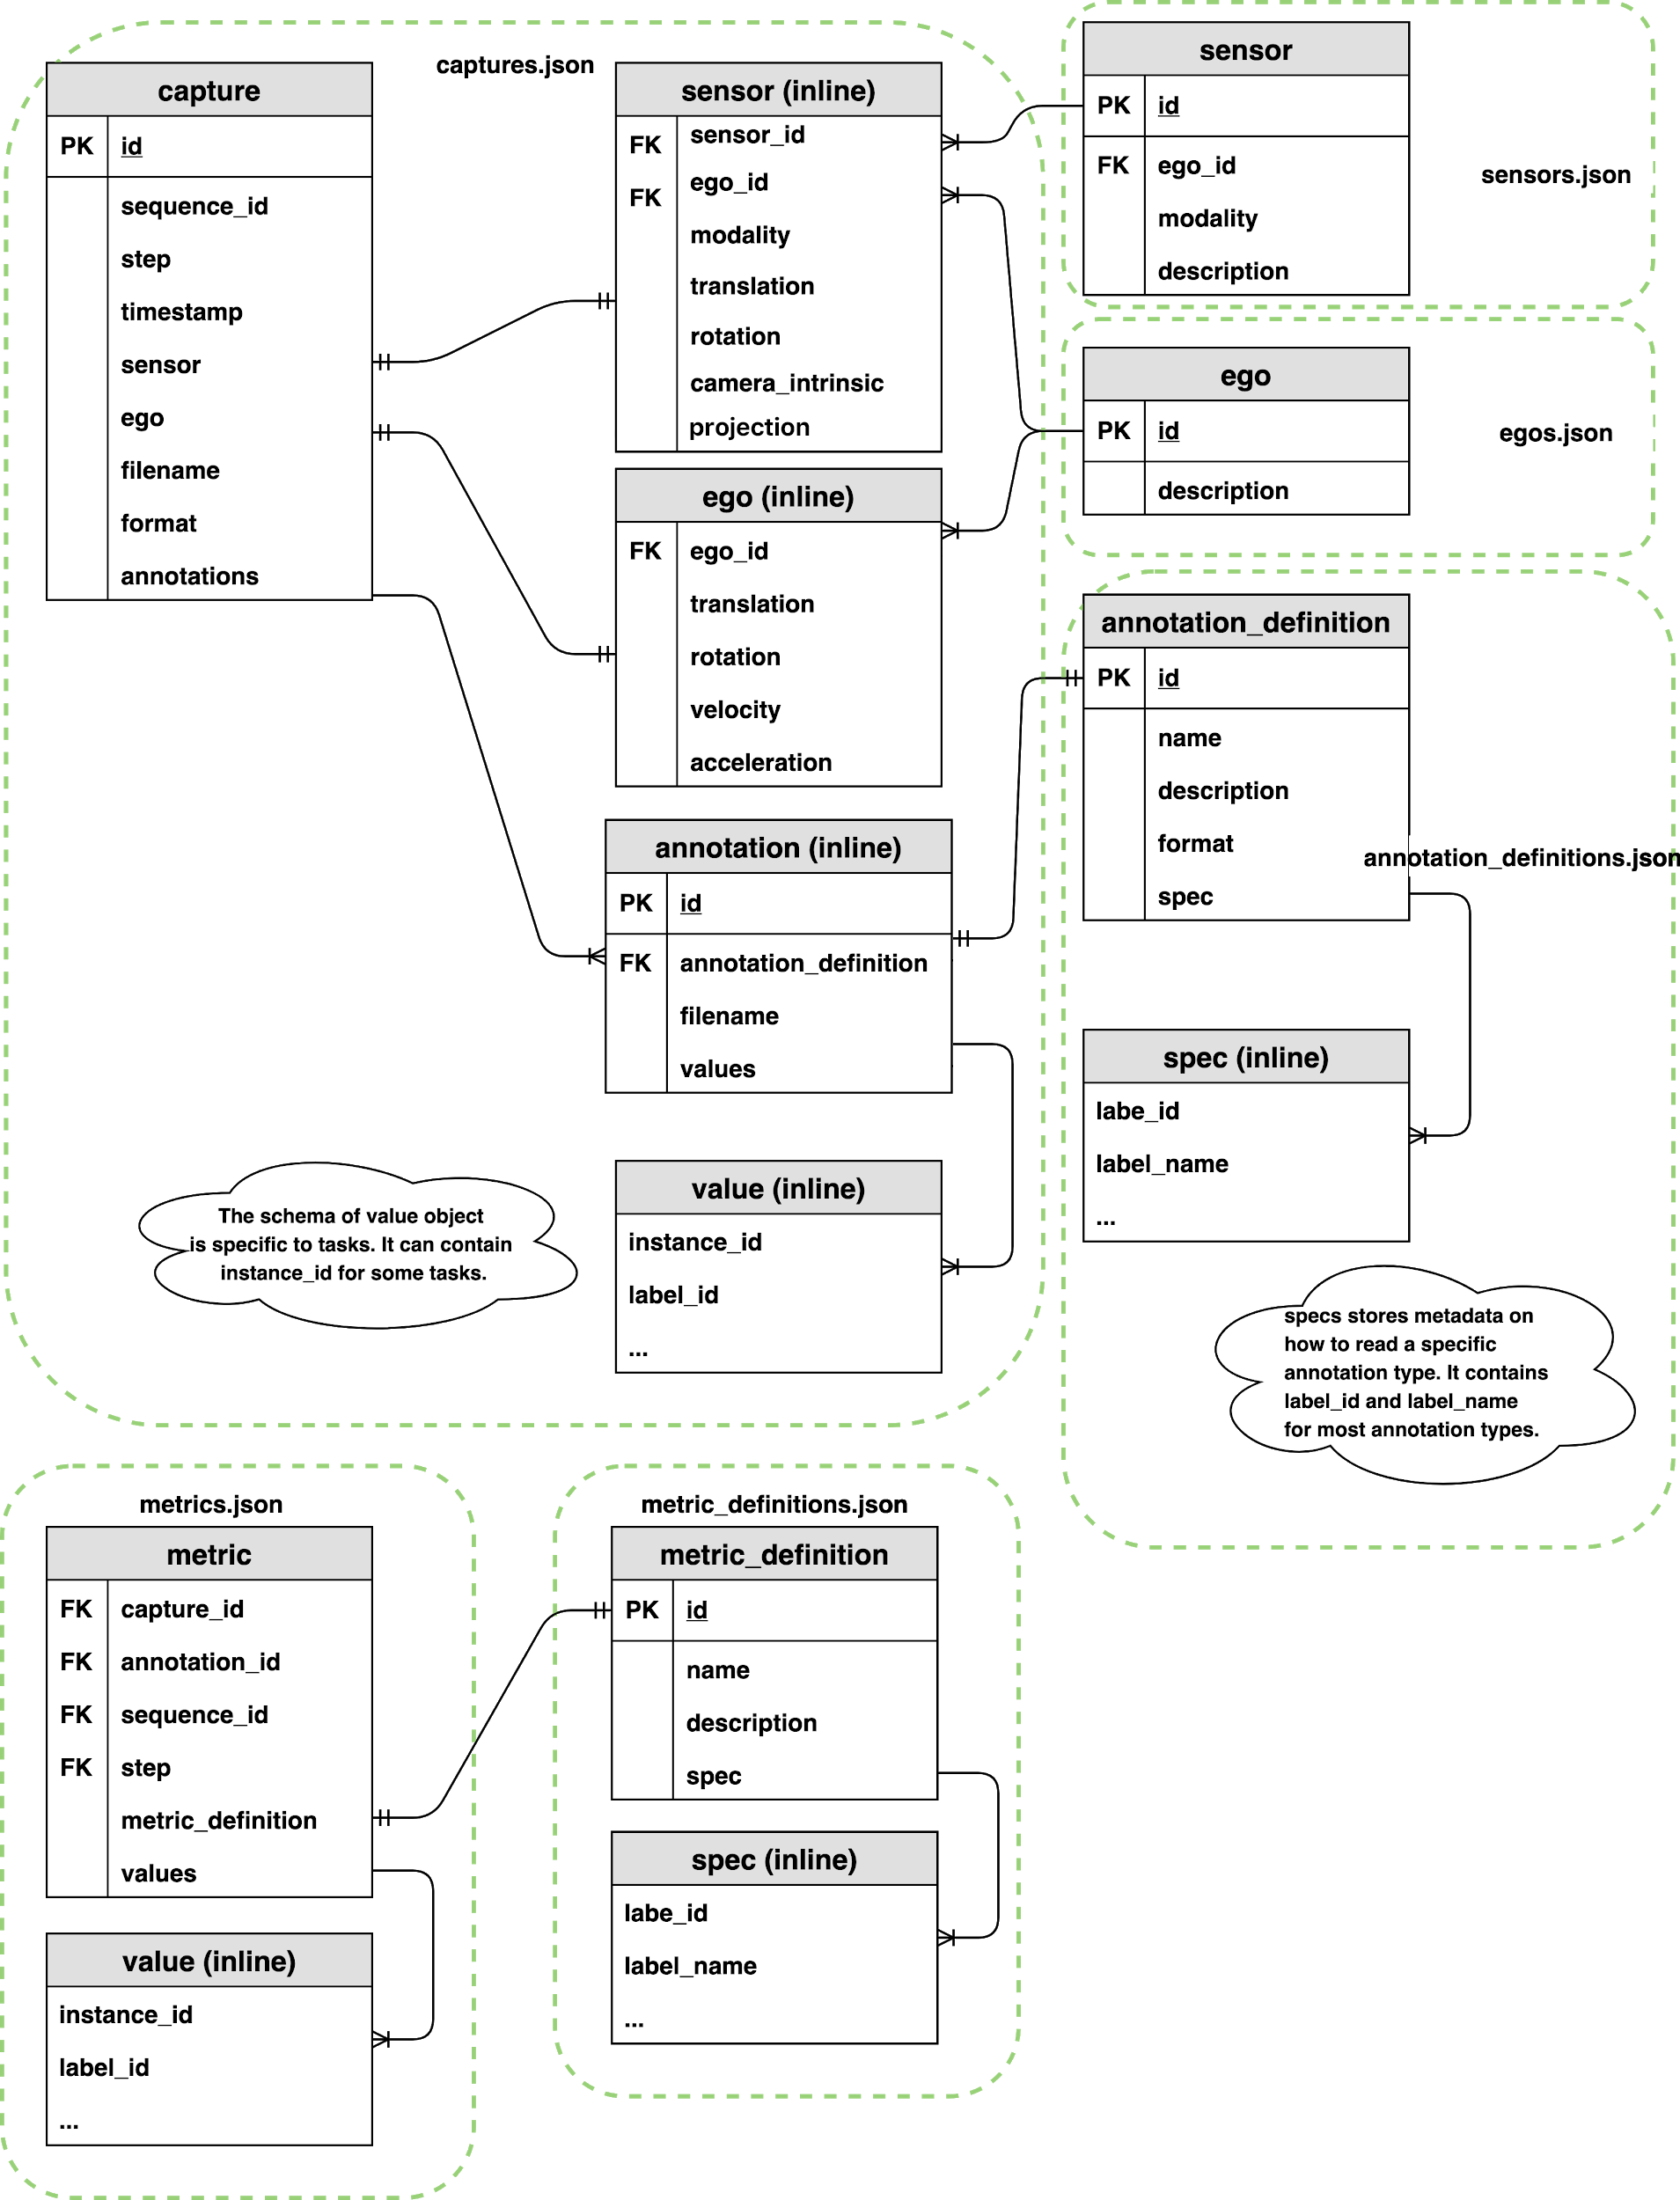 captures.json
capture
PK id
sequence_id
step
timestamp
sensor
ego
filename
format
annotations
sensor (inline)
FK sensor_id
FK ego_id
modality
translation
rotation
camera_intrinsic
projection
ego (inline)
FK ego_id
translation
rotation
velocity
acceleration
annotation (inline)
PK id
FK annotation_definition
filename
values
value (inline)
instance_id
label_id
...
The schema of value object
is specific to tasks. It can contain
instance_id for some tasks.
sensor
PK id
FK ego_id
modality
description
sensors.json
ego
PK id
description
egos.json
annotation_definition
PK id
name
description
format
spec
annotation_definitions.json
spec (inline)
labe_id
label_name
...
specs stores metadata on
how to read a specific
annotation type. It contains
label_id and label_name
for most annotation types.
metrics.json
metric
FK capture_id
FK annotation_id
FK sequence_id
FK step
metric_definition
values
value (inline)
instance_id
label_id
...
metric_definitions.json
metric_definition
PK id
name
description
spec
spec (inline)
labe_id
label_name
...